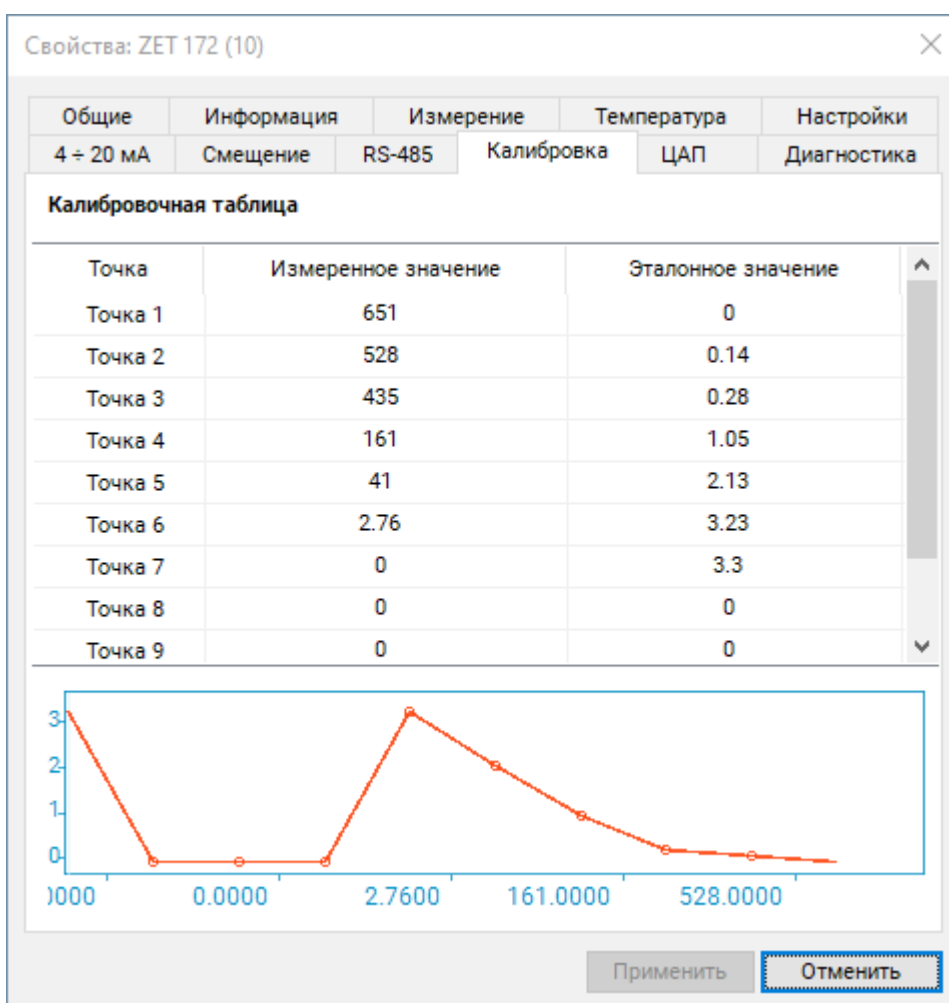 Свойства: ZET 172 (10)
Общие Информация Измерение Температура Настройки
4 ÷ 20 мА Смещение RS-485 Калибровка ЦАП Диагностика
Калибровочная таблица
Точка Измеренное значение Эталонное значение
Точка 1 651 0
Точка 2 528 0.14
Точка 3 435 0.28
Точка 4 161 1.05
Точка 5 41 2.13
Точка 6 2.76 3.23
Точка 7 0 3.3
Точка 8 0 0
Точка 9 0 0
3
2
1
0
0000 0.0000 2.7600 161.0000 528.0000
Применить Отменить